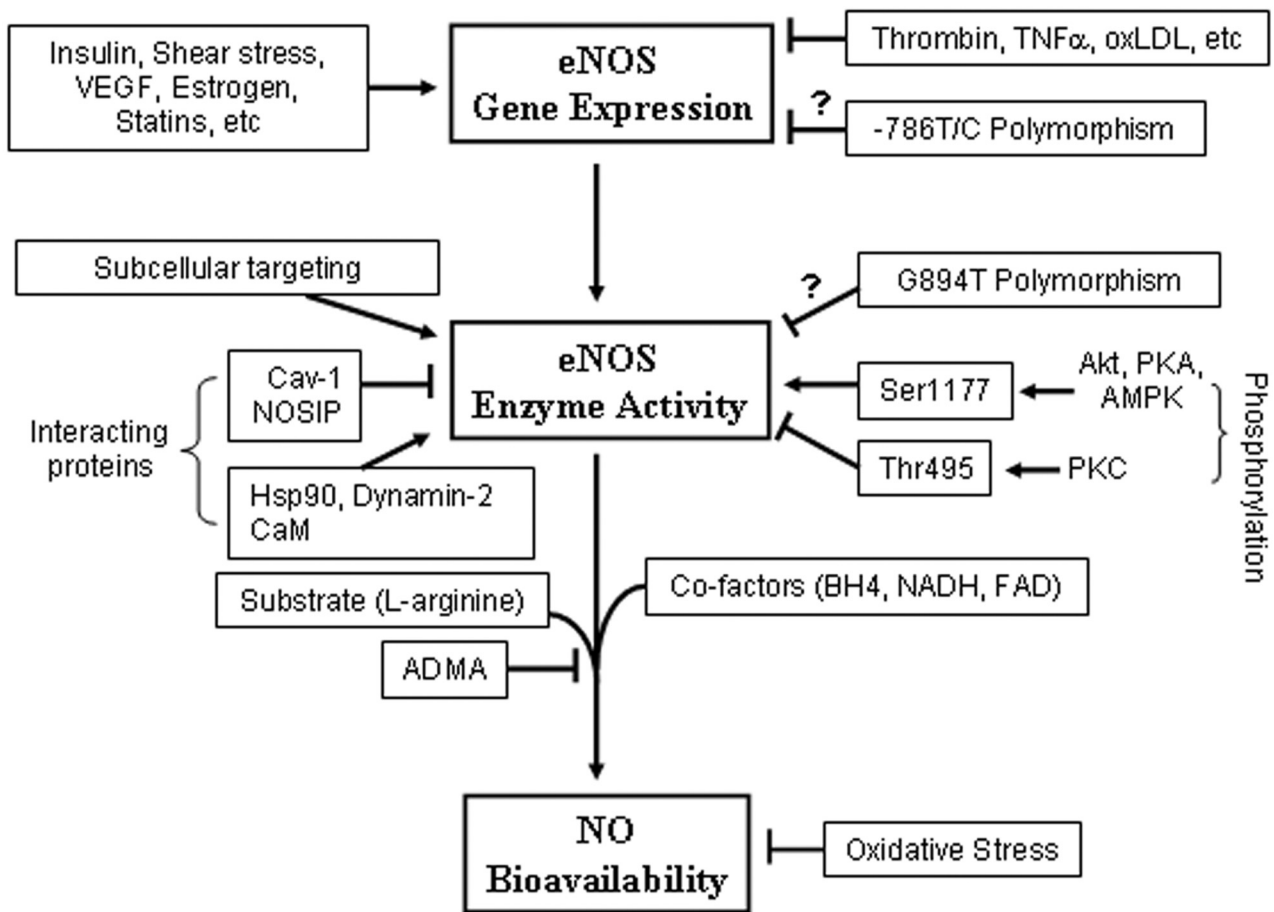 Insulin, Shear stress,
VEGF, Estrogen,
Statins, etc
eNOS
Gene Expression
Thrombin, TNFα, oxLDL, etc
?
-786T/C Polymorphism
Subcellular targeting
?
G894T Polymorphism
eNOS
Enzyme Activity
Interacting
proteins
Cav-1
NOSIP
Hsp90, Dynamin-2
CaM
Ser1177
Akt, PKA,
AMPK
Thr495
PKC
Phosphorylation
Substrate (L-arginine)
Co-factors (BH4, NADH, FAD)
ADMA
NO
Bioavailability
Oxidative Stress